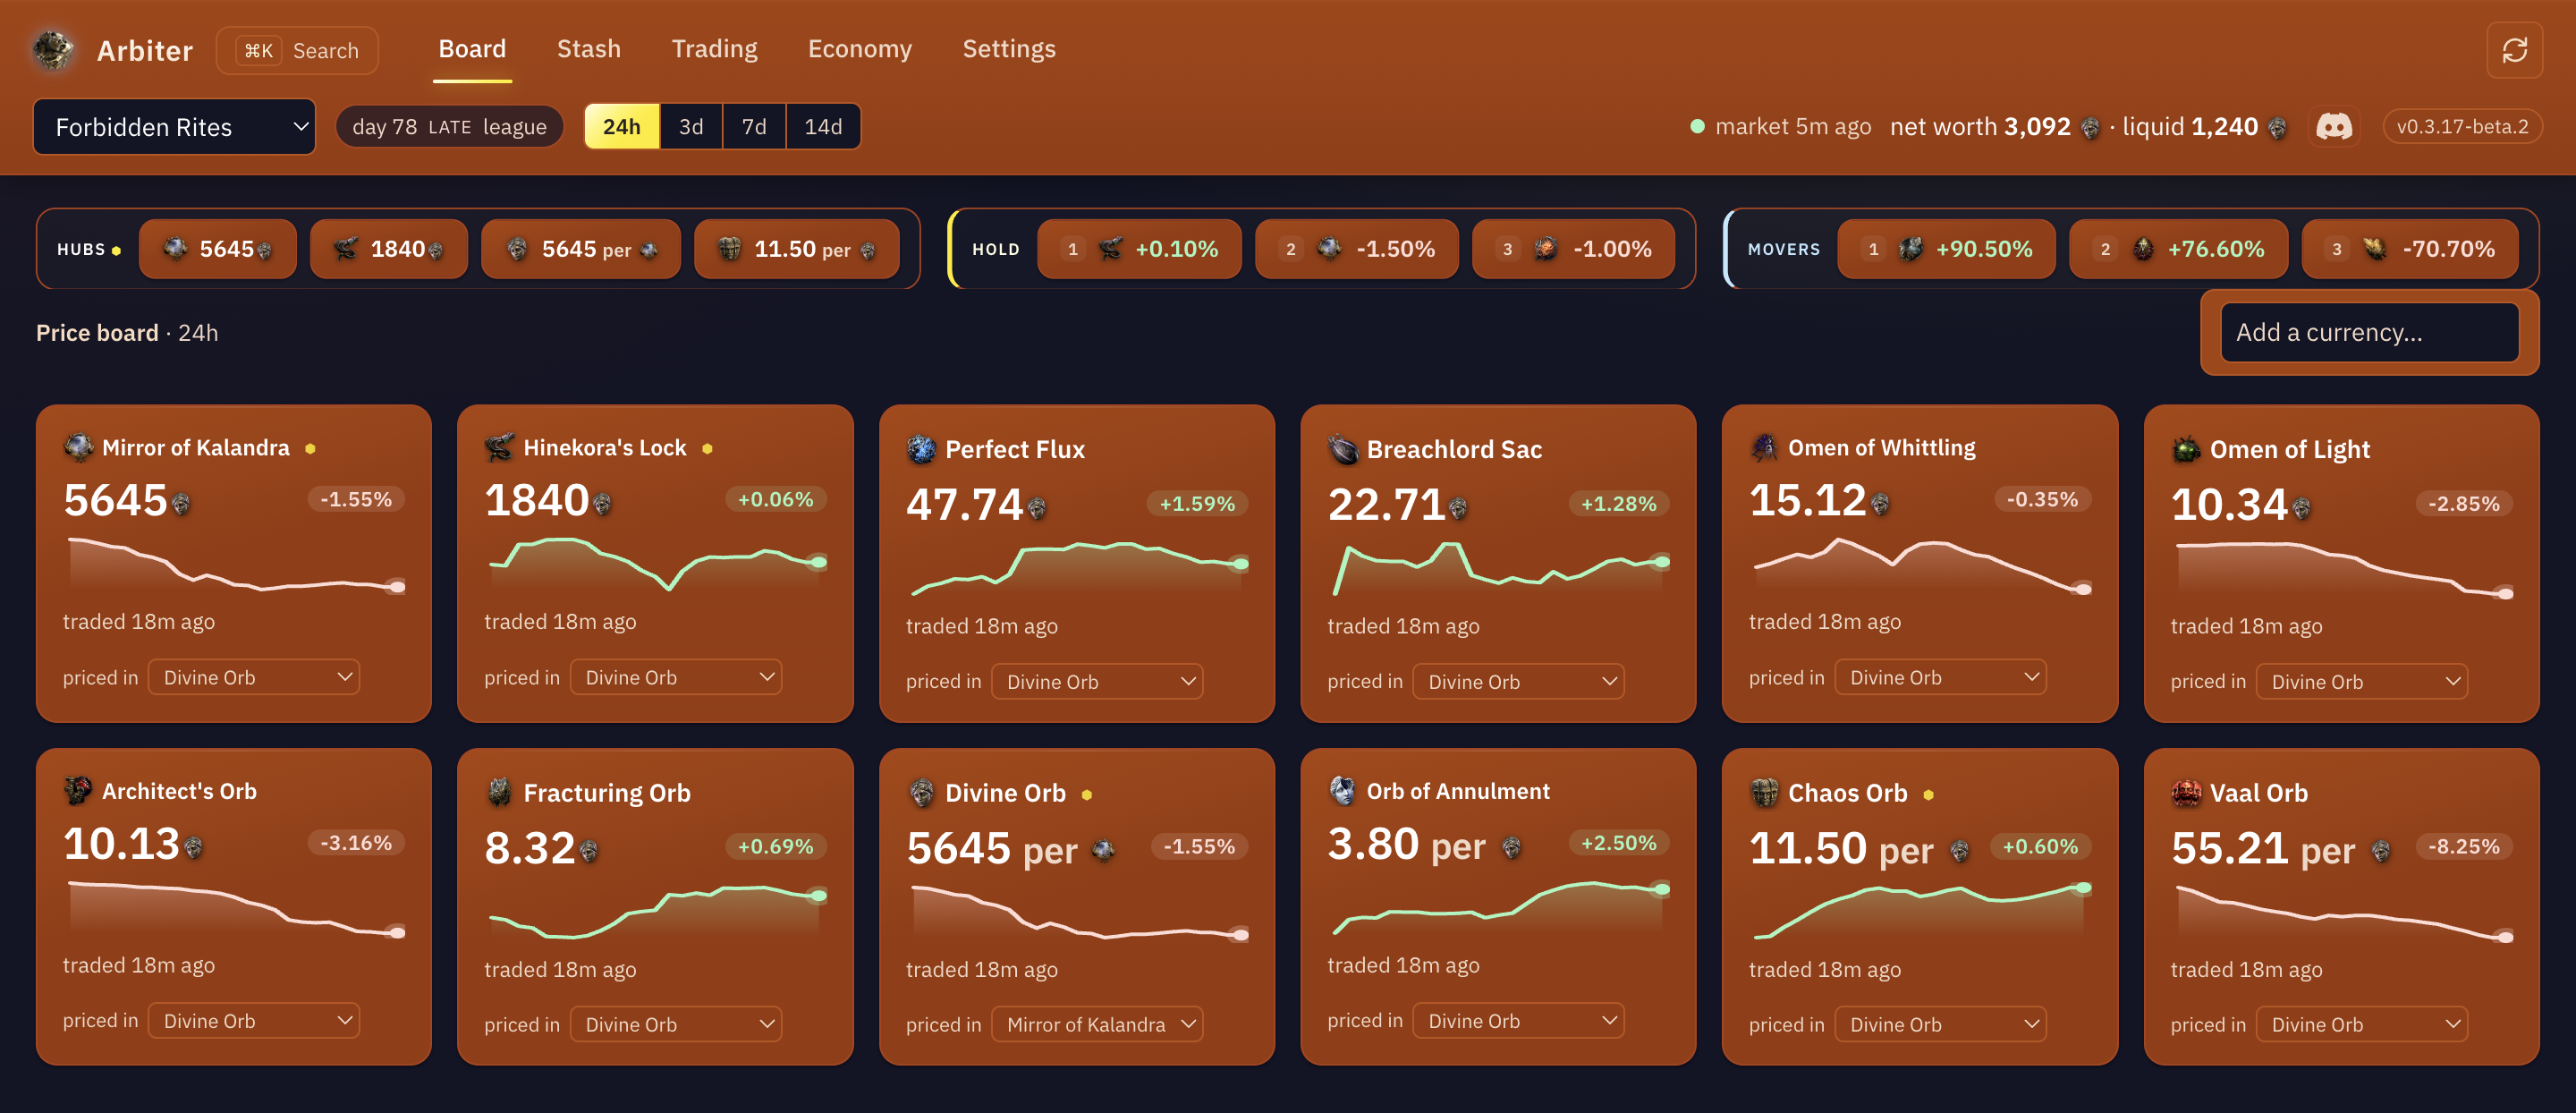 Arbiter ⌘K Search Board Stash Trading Economy Settings
Forbidden Rites day 78 LATE league 24h 3d 7d 14d market 5m ago net worth 3,092 · liquid 1,240 v0.3.17-beta.2
HUBS 5645 1840 5645 per 11.50 per HOLD 1 +0.10% 2 -1.50% 3 -1.00% MOVERS 1 +90.50% 2 +76.60% 3 -70.70%
Price board · 24h Add a currency...
Mirror of Kalandra
5645 -1.55%
traded 18m ago
priced in Divine Orb
Hinekora's Lock
1840 +0.06%
traded 18m ago
priced in Divine Orb
Perfect Flux
47.74 +1.59%
traded 18m ago
priced in Divine Orb
Breachlord Sac
22.71 +1.28%
traded 18m ago
priced in Divine Orb
Omen of Whittling
15.12 -0.35%
traded 18m ago
priced in Divine Orb
Omen of Light
10.34 -2.85%
traded 18m ago
priced in Divine Orb
Architect's Orb
10.13 -3.16%
traded 18m ago
priced in Divine Orb
Fracturing Orb
8.32 +0.69%
traded 18m ago
priced in Divine Orb
Divine Orb
5645 per -1.55%
traded 18m ago
priced in Mirror of Kalandra
Orb of Annulment
3.80 per +2.50%
traded 18m ago
priced in Divine Orb
Chaos Orb
11.50 per +0.60%
traded 18m ago
priced in Divine Orb
Vaal Orb
55.21 per -8.25%
traded 18m ago
priced in Divine Orb